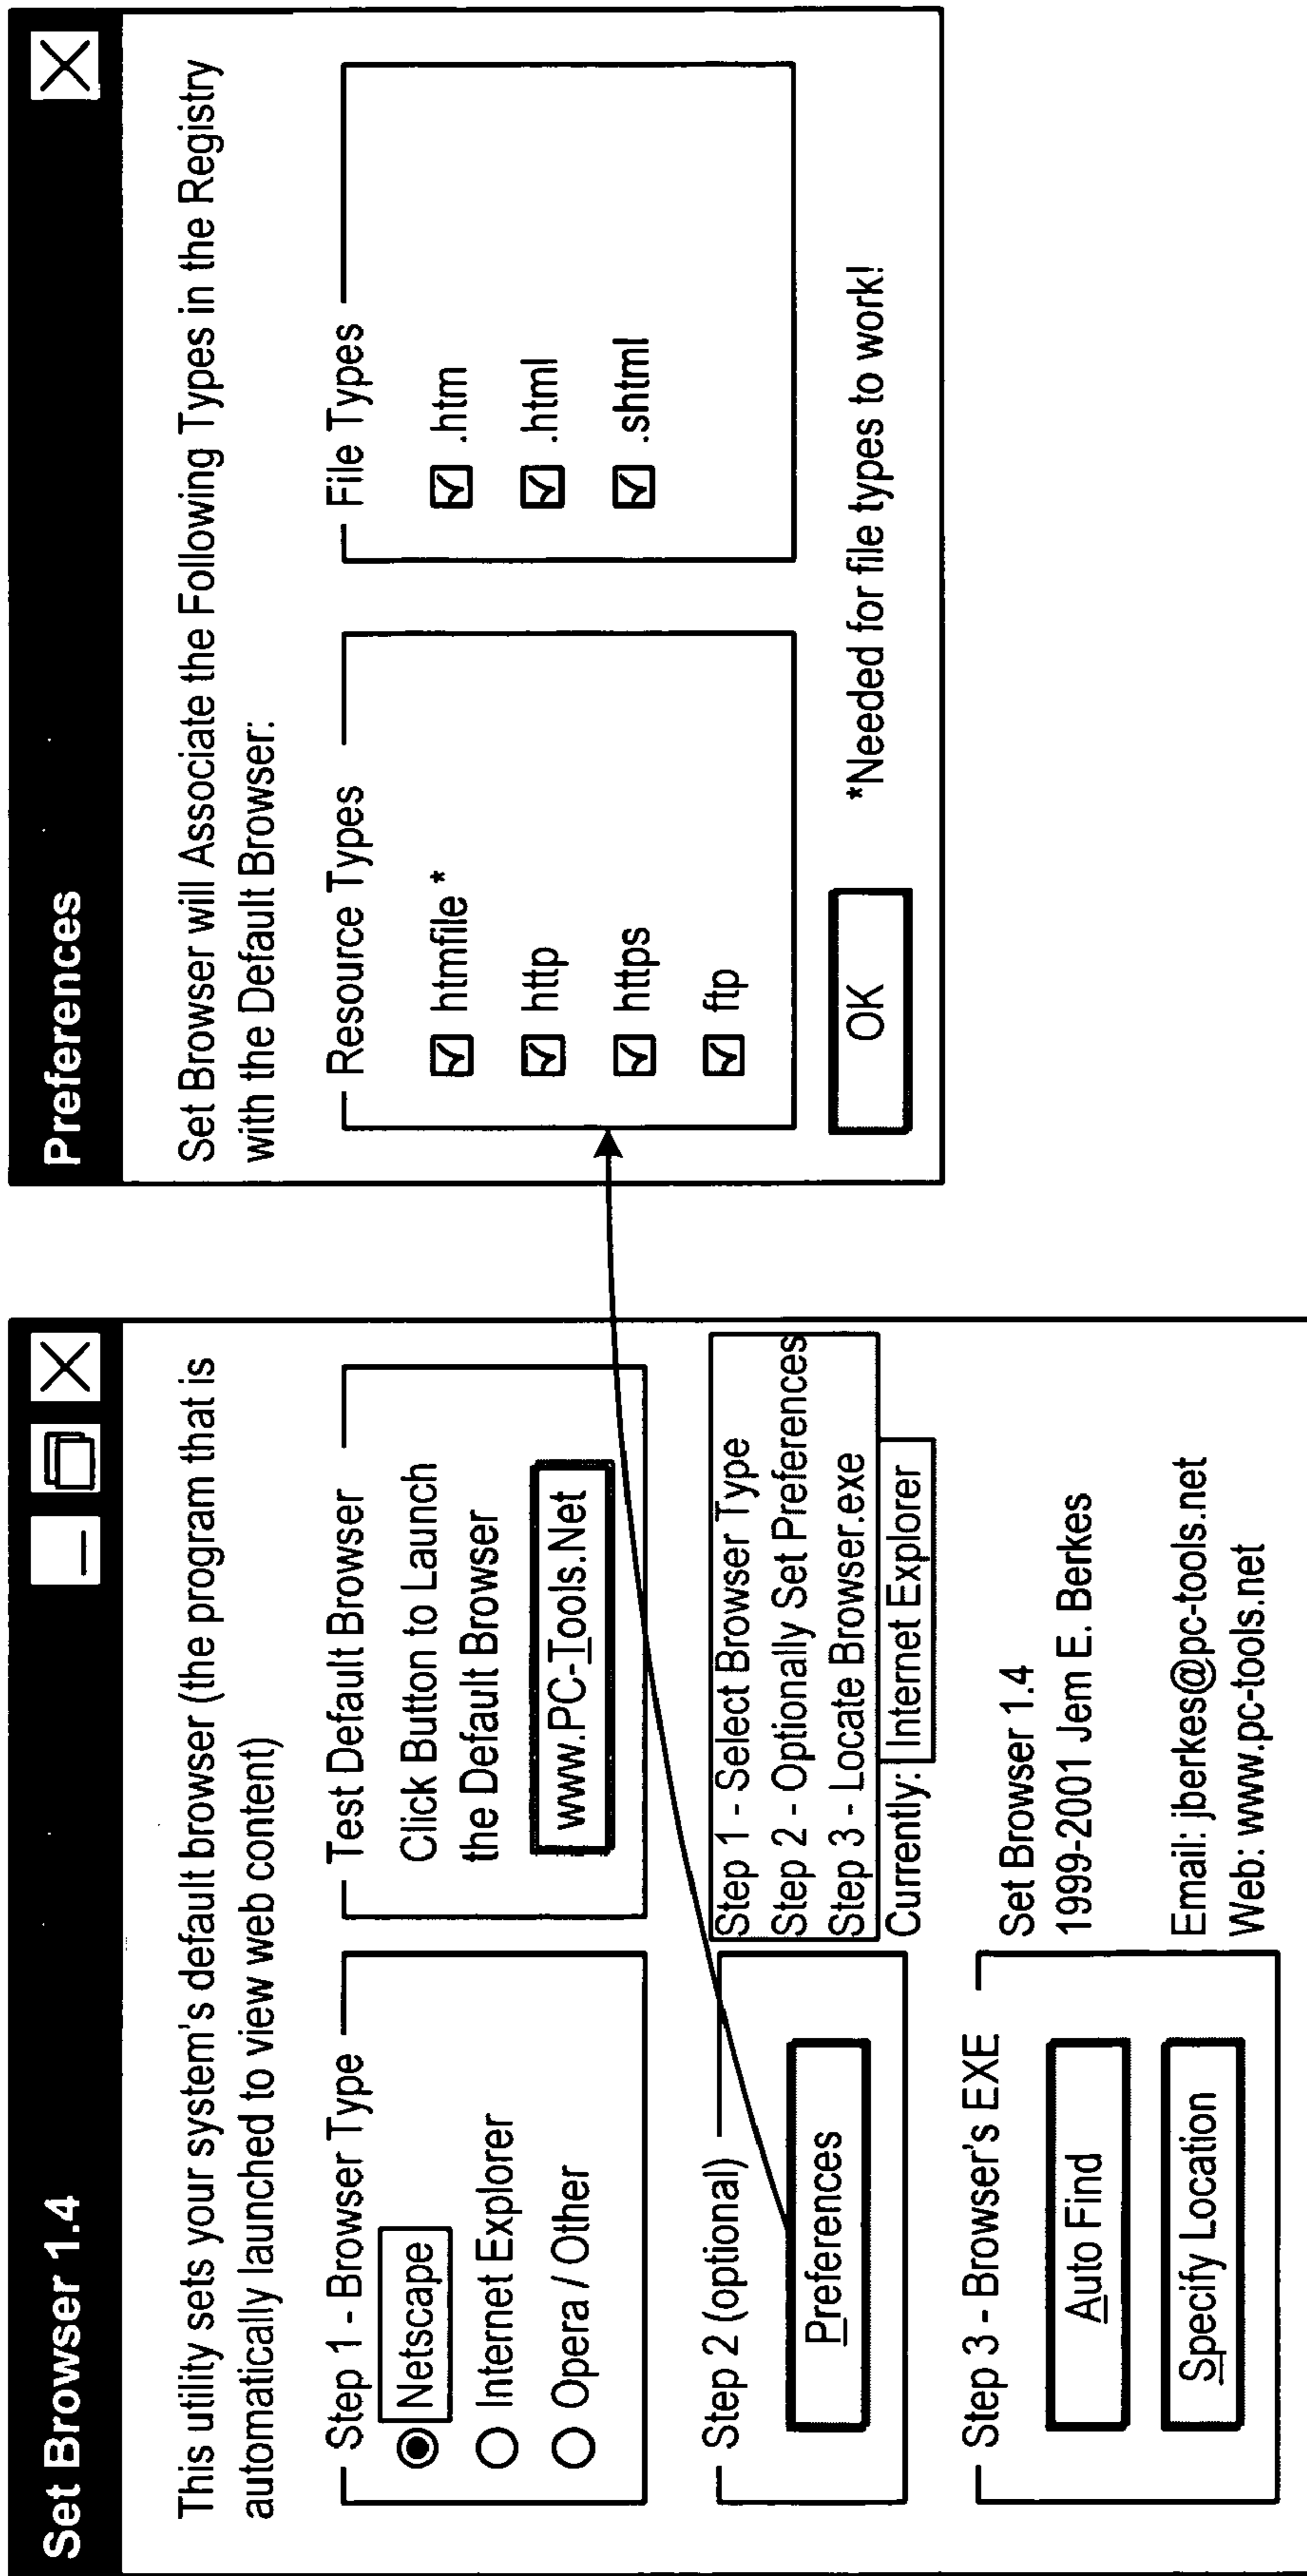 Set Browser 1.4
This utility sets your system's default browser (the program that is
automatically launched to view web content)
Step 1 - Browser Type
Netscape
Internet Explorer
Opera / Other
Test Default Browser
Click Button to Launch
the Default Browser
www.PC-Tools.Net
Step 2 (optional)
Preferences
Step 1 - Select Browser Type
Step 2 - Optionally Set Preferences
Step 3 - Locate Browser.exe
Currently: Internet Explorer
Step 3 - Browser's EXE
Auto Find
Specify Location
Set Browser 1.4
1999-2001 Jem E. Berkes
Email: jberkes@pc-tools.net
Web: www.pc-tools.net
Preferences
Set Browser will Associate the Following Types in the Registry
with the Default Browser:
Resource Types
htmfile *
http
https
ftp
File Types
.htm
.html
.shtml
OK
*Needed for file types to work!